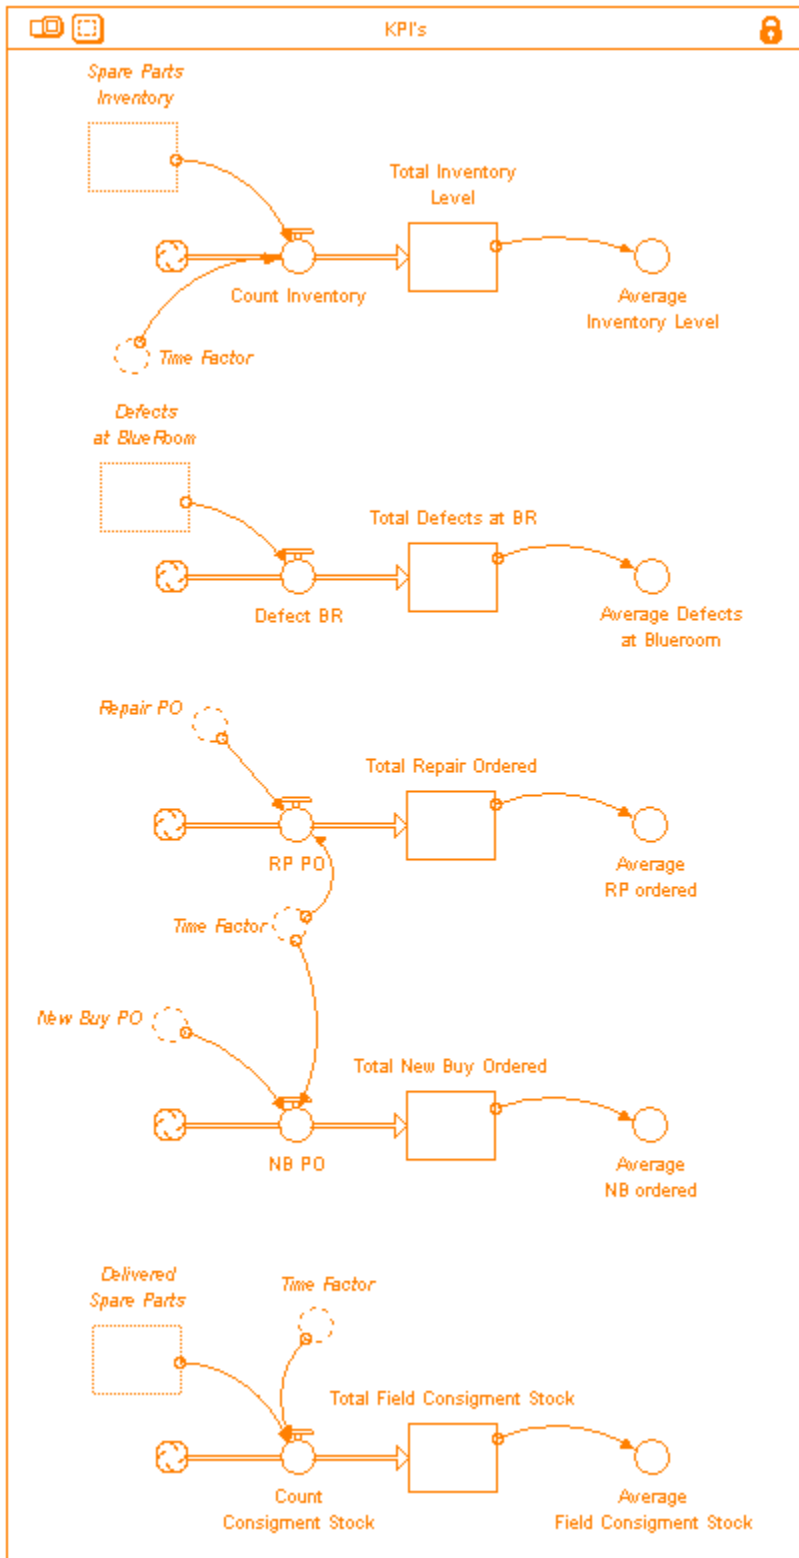 KPI's
Spare Parts
Inventory
Total Inventory
Level
Count Inventory
Average
Inventory Level
Time Factor
Defects
at BlueRoom
Total Defects at BR
Defect BR
Average Defects
at Blueroom
Repair PO
Total Repair Ordered
RP PO
Average
RP ordered
Time Factor
New Buy PO
Total New Buy Ordered
NB PO
Average
NB ordered
Delivered
Spare Parts
Time Factor
Total Field Consigment Stock
Count
Consigment Stock
Average
Field Consigment Stock